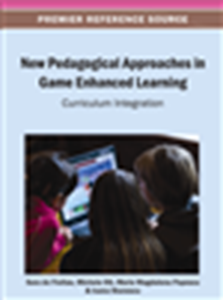 PREMIER REFERENCE SOURCE
New Pedagogical Approaches in
Game Enhanced Learning
Curriculum Integration
Sara de Freitas, Michela Ott, Maria Magdalena Popescu
& Ioana Stanescu